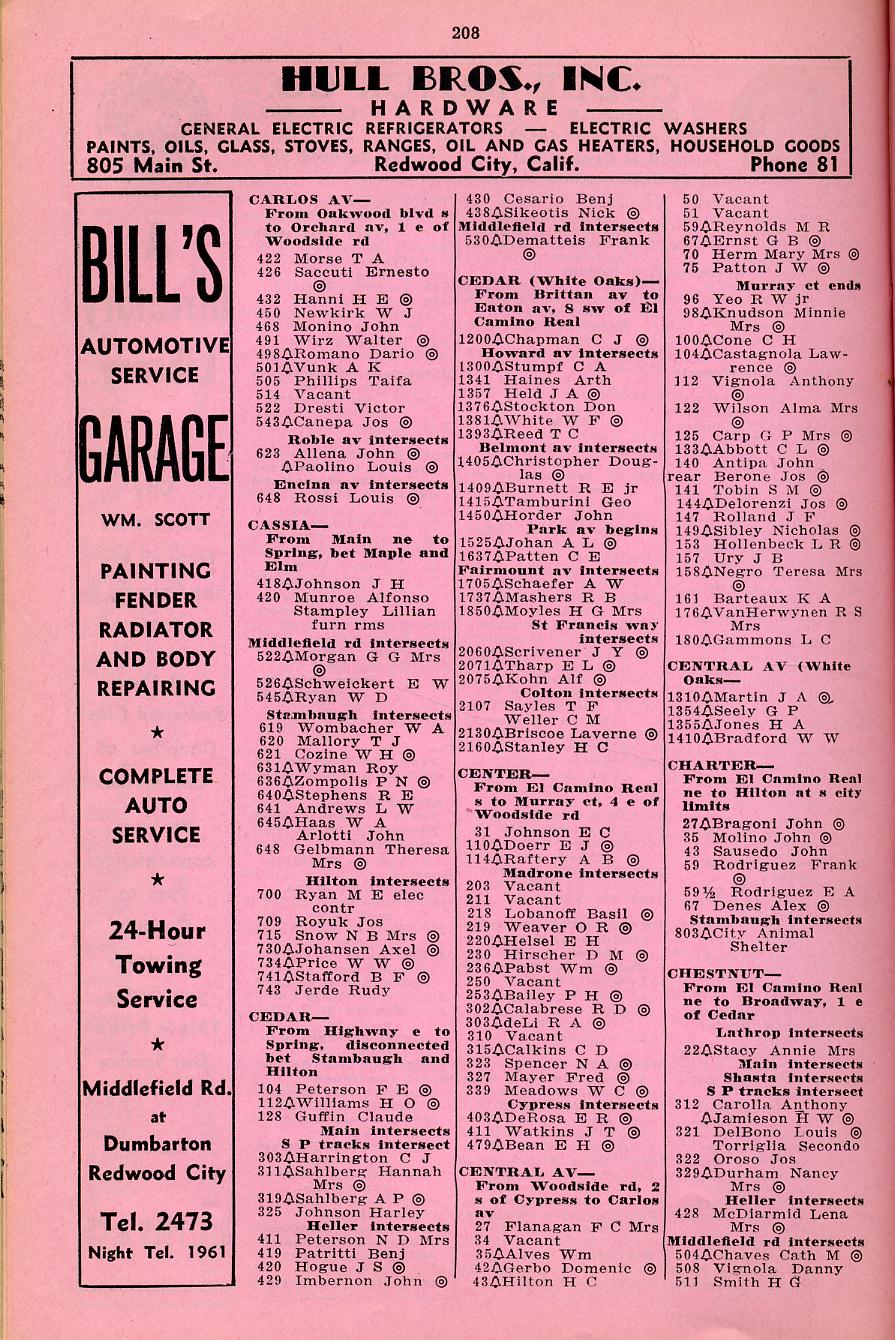 208
HULL BROS., INC.
HARDWARE
GENERAL ELECTRIC REFRIGERATORS — ELECTRIC WASHERS
PAINTS, OILS, GLASS, STOVES, RANGES, OIL AND GAS HEATERS, HOUSEHOLD GOODS
805 Main St. Redwood City, Calif. Phone 81
BILL'S
AUTOMOTIVE
SERVICE
GARAGE
WM. SCOTT
PAINTING
FENDER
RADIATOR
AND BODY
REPAIRING
★
COMPLETE
AUTO
SERVICE
★
24-Hour
Towing
Service
★
Middlefield Rd.
at
Dumbarton
Redwood City
Tel. 2473
Night Tel. 1961
CARLOS AV—
From Oakwood blvd s
to Orchard av, 1 e of
Woodside rd
422 Morse T A
426 Saccuti Ernesto
◎
432 Hanni H E ◎
450 Newkirk W J
468 Monino John
491 Wirz Walter ◎
498△Romano Dario ◎
501△Vunk A K
505 Phillips Taifa
514 Vacant
522 Dresti Victor
543△Canepa Jos ◎
Roble av intersects
623 Allena John ◎
△Paolino Louis ◎
Encina av intersects
648 Rossi Louis ◎
CASSIA—
From Main ne to
Spring, bet Maple and
Elm
418△Johnson J H
420 Munroe Alfonso
Stampley Lillian
furn rms
Middlefield rd intersects
522△Morgan G G Mrs
◎
526△Schweickert E W
545△Ryan W D
Stambaugh intersects
619 Wombacher W A
620 Mallory T J
621 Cozine W H ◎
631△Wyman Roy
636△Zompolis P N ◎
640△Stephens R E
641 Andrews L W
645△Haas W A
Arlotti John
648 Gelbmann Theresa
Mrs ◎
Hilton intersects
700 Ryan M E elec
contr
709 Royuk Jos
715 Snow N B Mrs ◎
730△Johansen Axel ◎
734△Price W W ◎
741△Stafford B F ◎
743 Jerde Rudy
CEDAR—
From Highway e to
Spring, disconnected
bet Stambaugh and
Hilton
104 Peterson F E ◎
112△Williams H O ◎
128 Guffin Claude
Main intersects
S P tracks intersect
303△Harrington C J
311△Sahlberg Hannah
Mrs ◎
319△Sahlberg A P ◎
325 Johnson Harley
Heller intersects
411 Peterson N D Mrs
419 Patritti Benj
420 Hogue J S ◎
429 Imbernon John ◎
430 Cesario Benj
438△Sikeotis Nick ◎
Middlefield rd intersects
530△Dematteis Frank
◎
CEDAR (White Oaks)—
From Brittan av to
Eaton av, 8 sw of El
Camino Real
1200△Chapman C J ◎
Howard av intersects
1300△Stumpf C A
1341 Haines Arth
1357 Held J A ◎
1376△Stockton Don
1381△White W F ◎
1393△Reed T C
Belmont av intersects
1405△Christopher Doug-
las ◎
1409△Burnett R E jr
1415△Tamburini Geo
1450△Horder John
Park av begins
1525△Johan A L ◎
1637△Patten C E
Fairmount av intersects
1705△Schaefer A W
1737△Mashers R B
1850△Moyles H G Mrs
St Francis way
intersects
2060△Scrivener J Y ◎
2071△Tharp E L ◎
2075△Kohn Alf ◎
Colton intersects
2107 Sayles T F
Weller C M
2130△Briscoe Laverne ◎
2160△Stanley H C
CENTER—
From El Camino Real
s to Murray ct, 4 e of
Woodside rd
31 Johnson E C
110△Doerr E J ◎
114△Raftery A B ◎
Madrone intersects
203 Vacant
211 Vacant
218 Lobanoff Basil ◎
219 Weaver O R ◎
220△Helsel E H
230 Hirscher D M ◎
236△Pabst Wm ◎
250 Vacant
253△Bailey P H ◎
302△Calabrese R D ◎
303△deLi R A ◎
310 Vacant
315△Calkins C D
323 Spencer N A ◎
327 Mayer Fred ◎
339 Meadows W C ◎
Cypress intersects
403△DeRosa E R ◎
411 Watkins J T ◎
479△Bean E H ◎
CENTRAL AV—
From Woodside rd, 2
s of Cypress to Carlos
av
27 Flanagan F C Mrs
34 Vacant
35△Alves Wm
42△Gerbo Domenic ◎
43△Hilton H C
50 Vacant
51 Vacant
59△Reynolds M R
67△Ernst G B ◎
70 Herm Mary Mrs ◎
75 Patton J W ◎
Murray ct ends
96 Yeo R W jr
98△Knudson Minnie
Mrs ◎
100△Cone C H
104△Castagnola Law-
rence ◎
112 Vignola Anthony
◎
122 Wilson Alma Mrs
◎
125 Carp G P Mrs ◎
133△Abbott C L ◎
140 Antipa John
rear Berone Jos ◎
141 Tobin S M ◎
144△Delorenzi Jos ◎
147 Rolland J F
149△Sibley Nicholas ◎
153 Hollenbeck L R ◎
157 Ury J B
158△Negro Teresa Mrs
◎
161 Barteaux K A
176△VanHerwynen R S
Mrs
180△Gammons L C
CENTRAL AV (White
Oaks—
1310△Martin J A ◎
1354△Seely G P
1355△Jones H A
1410△Bradford W W
CHARTER—
From El Camino Real
ne to Hilton at s city
limits
27△Bragoni John ◎
35 Molino John ◎
43 Sausedo John
59 Rodriguez Frank
◎
59½ Rodriguez E A
67 Denes Alex ◎
Stambaugh intersects
803△City Animal
Shelter
CHESTNUT—
From El Camino Real
ne to Broadway, 1 e
of Cedar
Lathrop intersects
22△Stacy Annie Mrs
Main intersects
Shasta intersects
S P tracks intersect
312 Carolla Anthony
△Jamieson H W ◎
321 DelBono Louis ◎
Torriglia Secondo
322 Oroso Jos
329△Durham Nancy
Mrs ◎
Heller intersects
428 McDiarmid Lena
Mrs ◎
Middlefield rd intersects
504△Chaves Cath M ◎
508 Vignola Danny
511 Smith H G